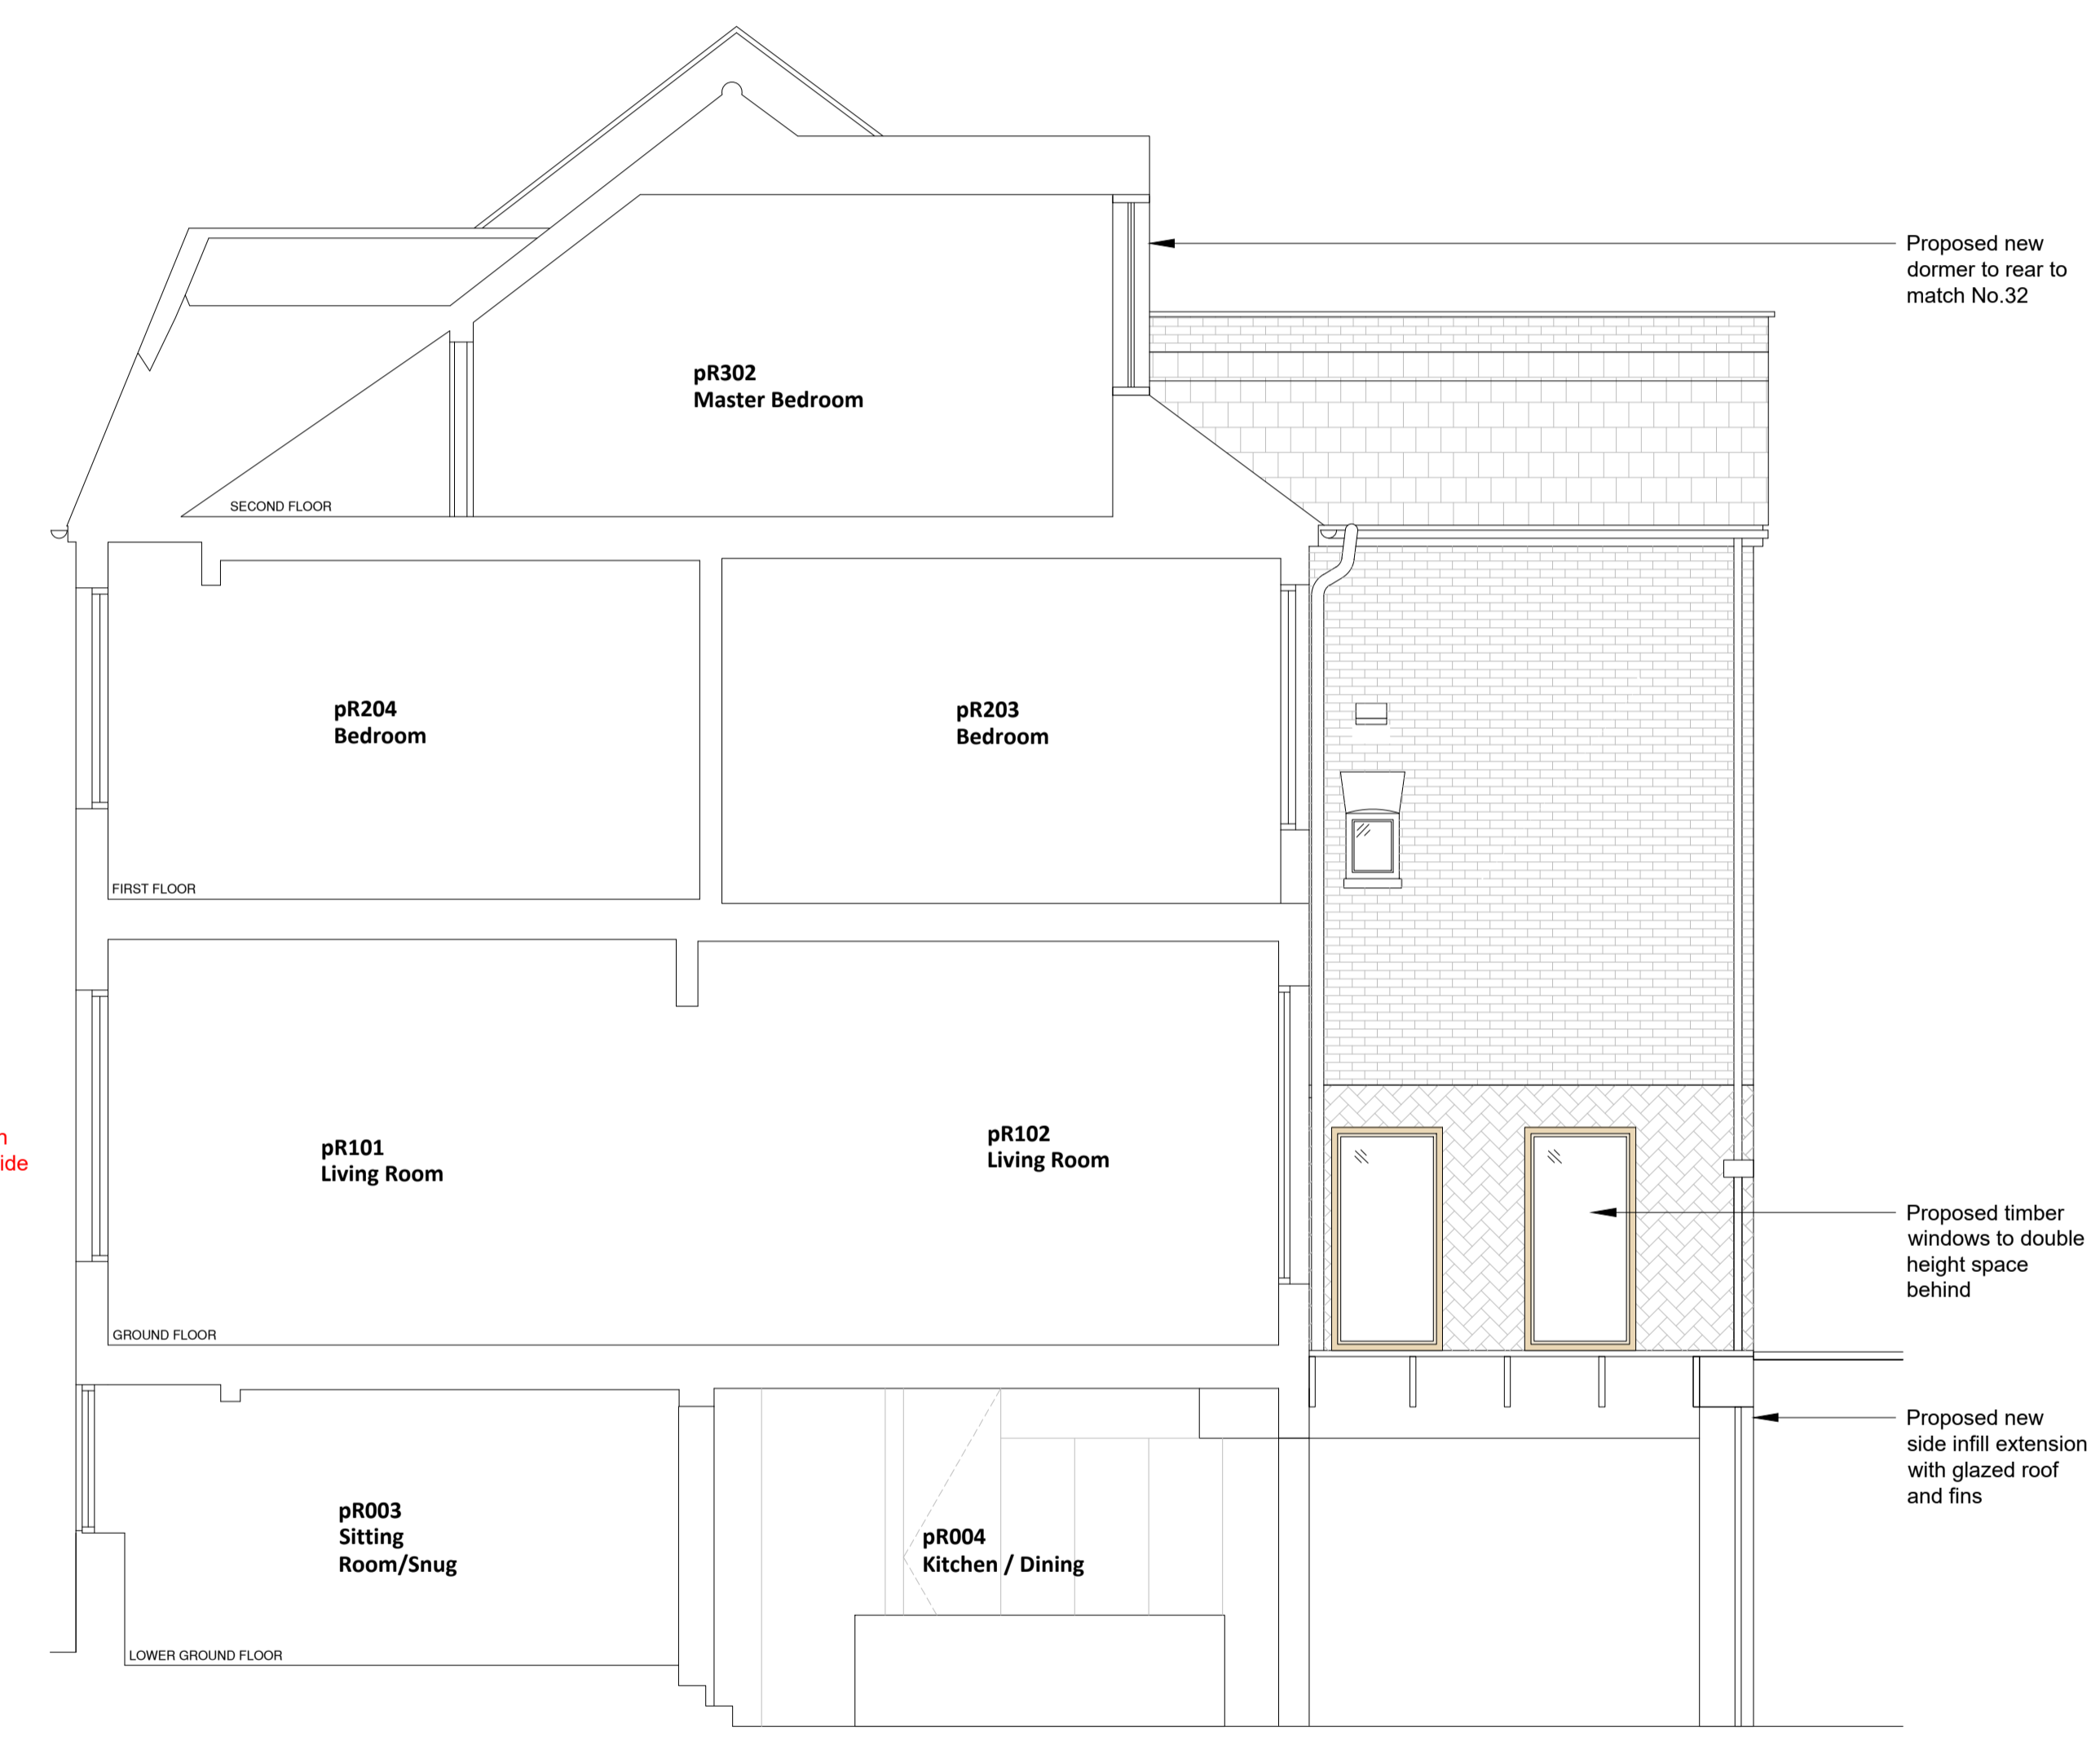 Proposed new
dormer to rear to
match No.32
pR302
Master Bedroom
SECOND FLOOR
pR204
Bedroom
pR203
Bedroom
FIRST FLOOR
pR101
Living Room
pR102
Living Room
ide
Proposed timber
windows to double
height space
behind
GROUND FLOOR
Proposed new
side infill extension
with glazed roof
and fins
pR003
Sitting
Room/Snug
pR004
Kitchen / Dining
LOWER GROUND FLOOR